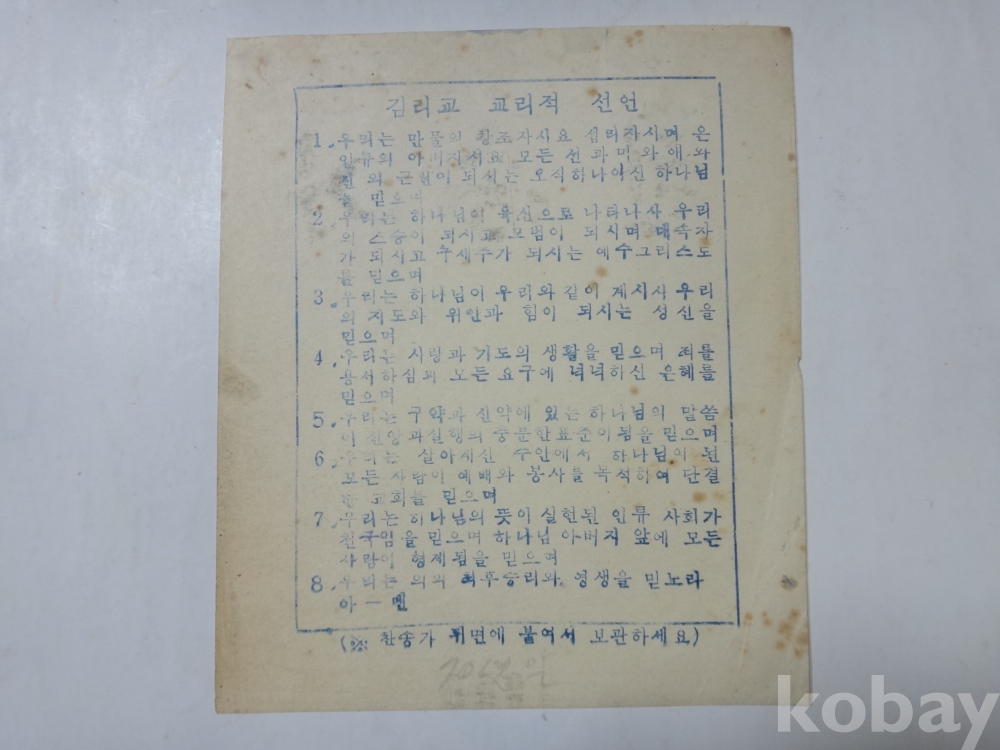 김리교 교리적 선언
1. 우리는 만물의 창조자시요 섭리자시며 온
인류의 아버지시요 모든 선과 미와 애와
진의 근원이 되시는 오직하나이신 하나님
을 믿으며
2. 우리는 하나님이 육신으로 나타나사 우리
의 스승이 되시고 모범이 되시며 대속자
가 되시고 구세주가 되시는 예수그리스도
를 믿으며
3. 우리는 하나님이 우리와 같이 계시사 우리
의 지도와 위안과 힘이 되시는 성신을
믿으며
4. 우리는 사랑과 기도의 생활을 믿으며 죄를
용서하심과 모든 요구에 넉넉하신 은혜를
믿으며
5. 우리는 구약과 신약에 있는 하나님의 말씀
이 신앙과실행의 충분한표준이됨을 믿으며
6. 우리는 살아계신 주안에서 하나님이 된
모든 사람이 예배와 봉사를 목적하여 단결
한 교회를 믿으며
7. 우리는 하나님의 뜻이 실현된 인류 사회가
천국임을 믿으며 하나님 아버지 앞에 모든
사람이 형제됨을 믿으며
8. 우리는 의의 최후승리와 영생을 믿노라
아ー멘
(※ 찬송가 뒤면에 붙여서 보관하세요)
kobay